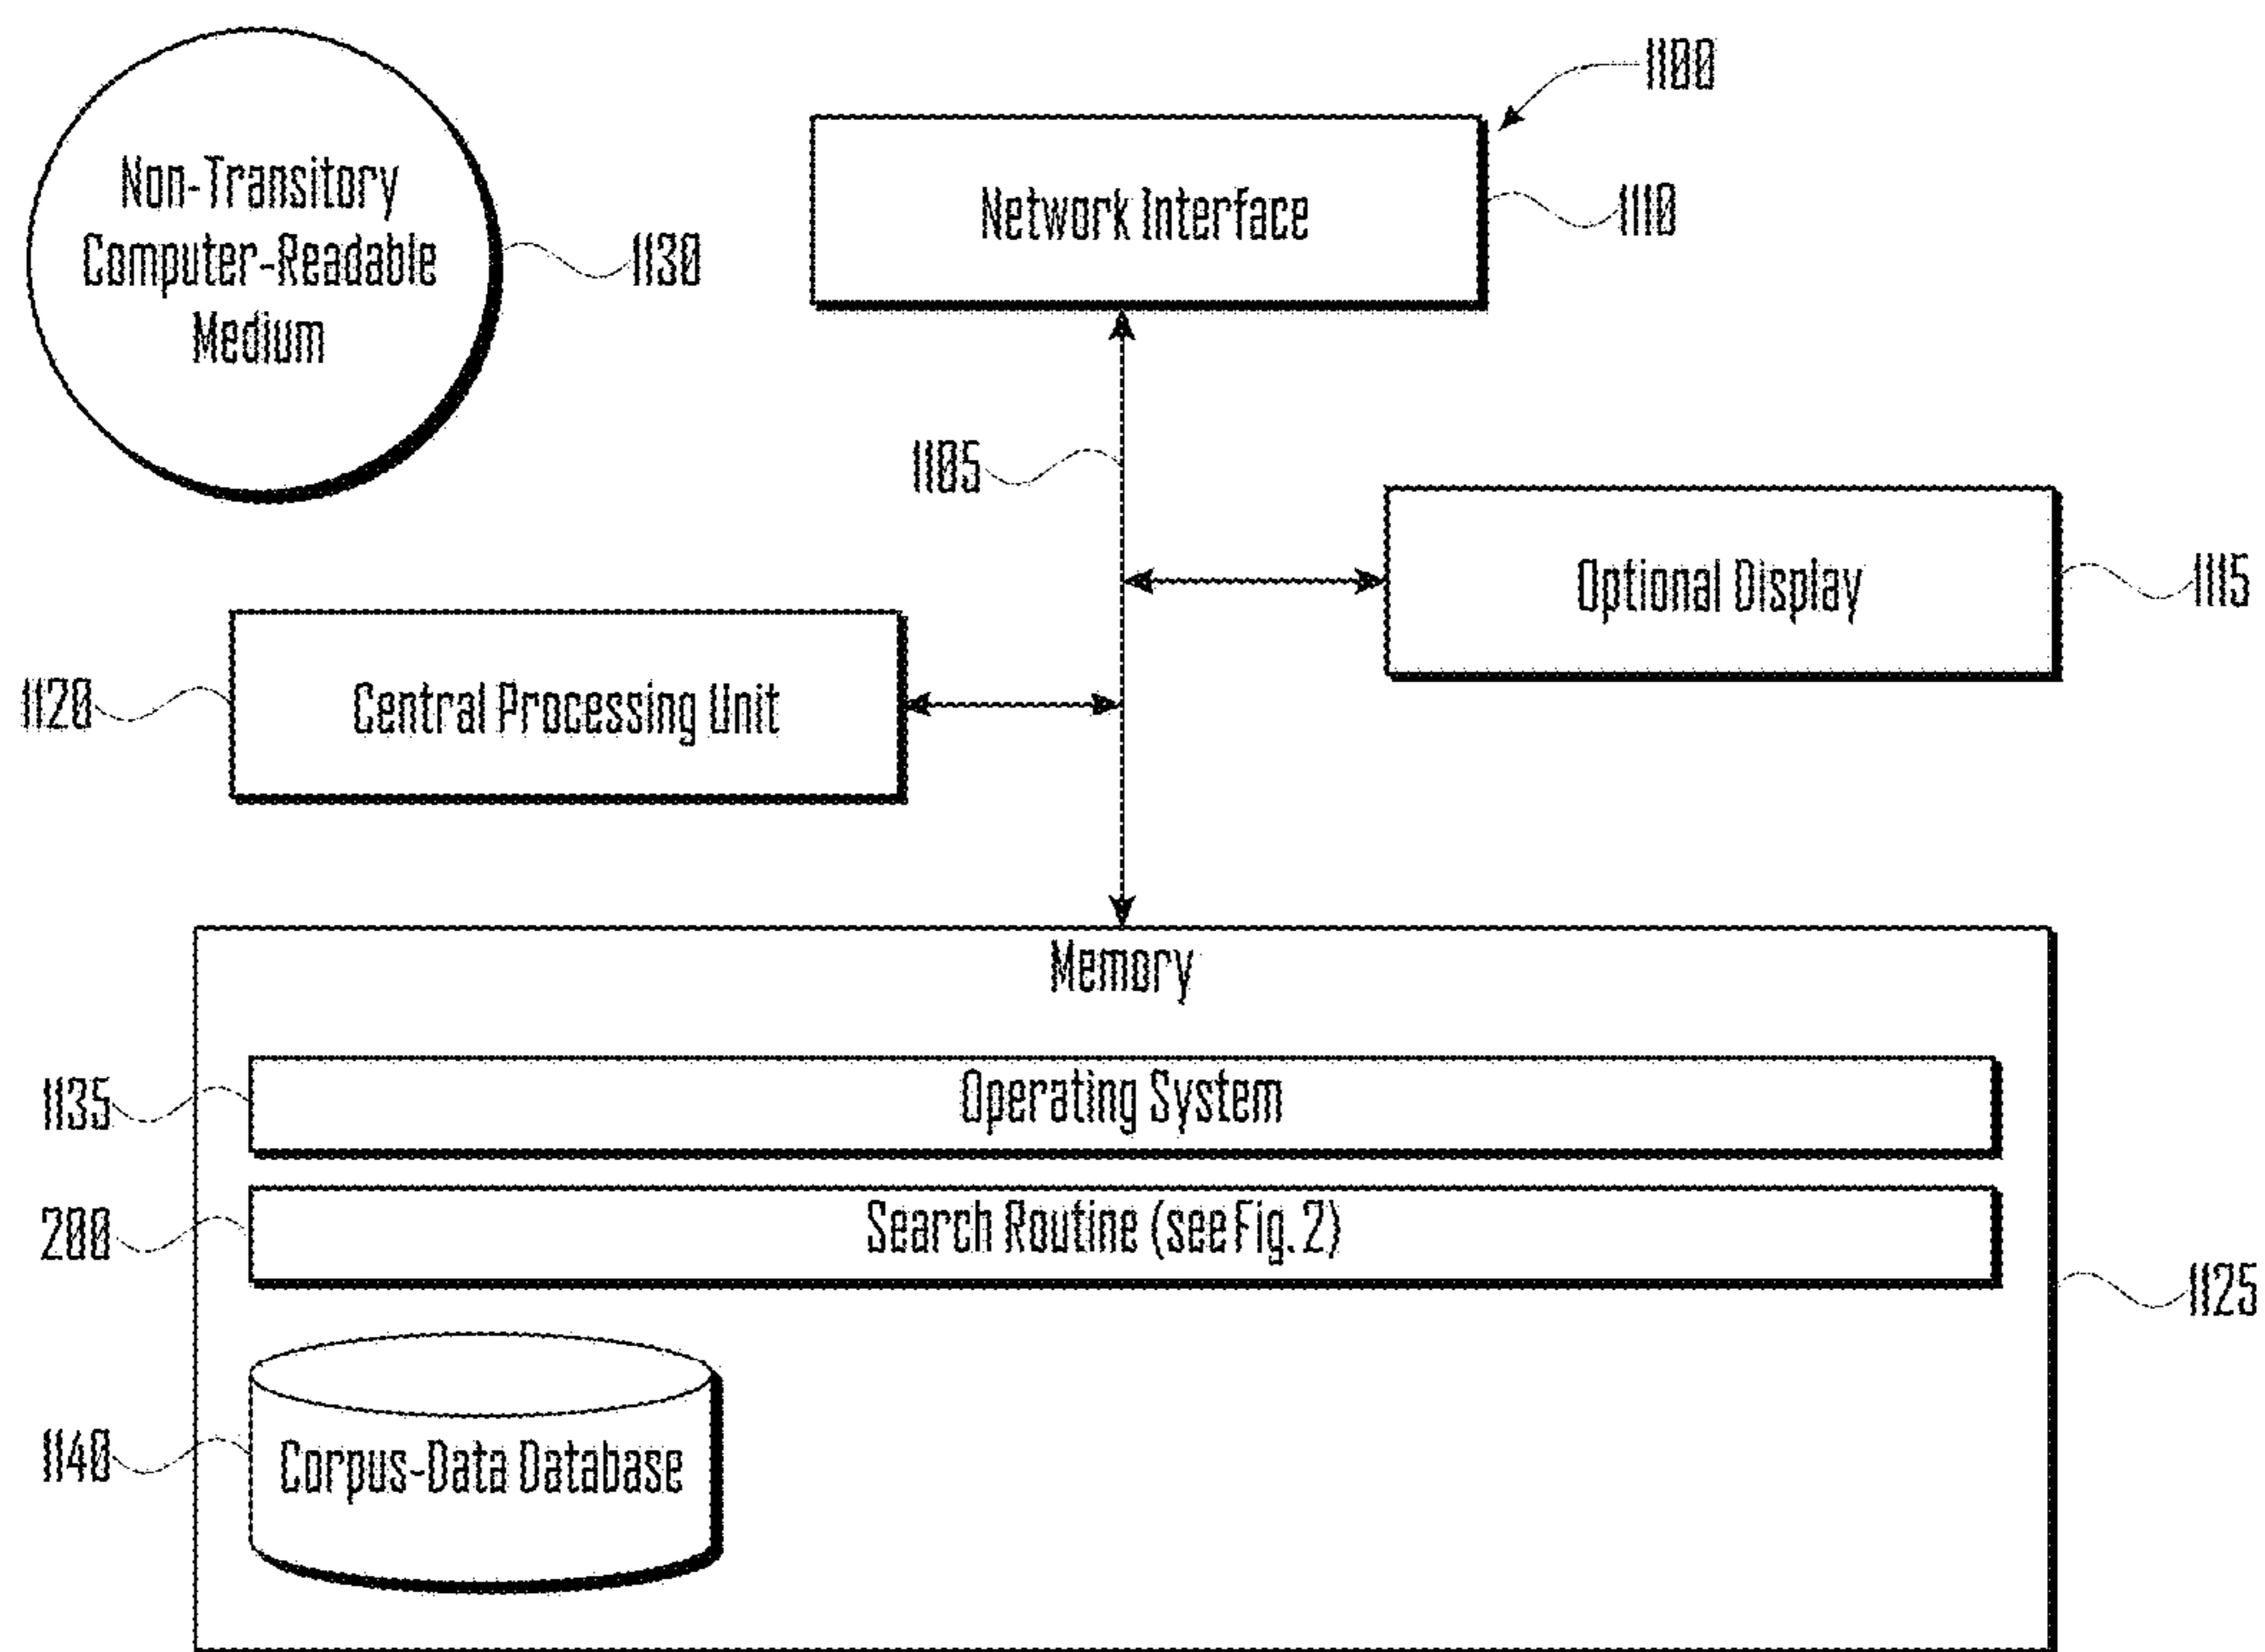 1100
Non-Transitory
Computer-Readable
Medium
1130
Network Interface
1110
1105
Optional Display
1115
1120
Central Processing Unit
Memory
1135
Operating System
200
Search Routine (see Fig. 2)
1125
1140
Corpus-Data Database